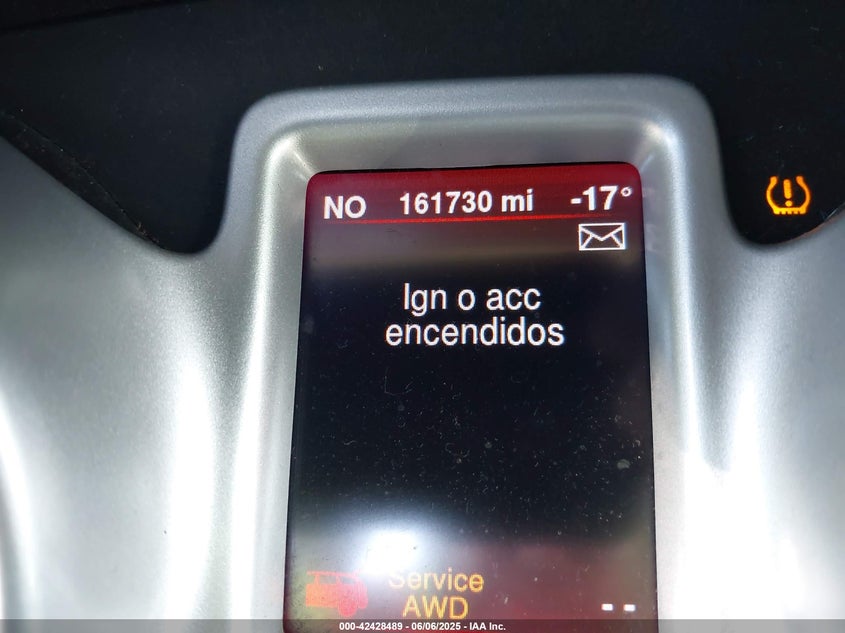 NO 161730 mi -17°
Ign o acc
encendidos
Service
AWD --
000-42428489 - 06/06/2025 - IAA Inc.